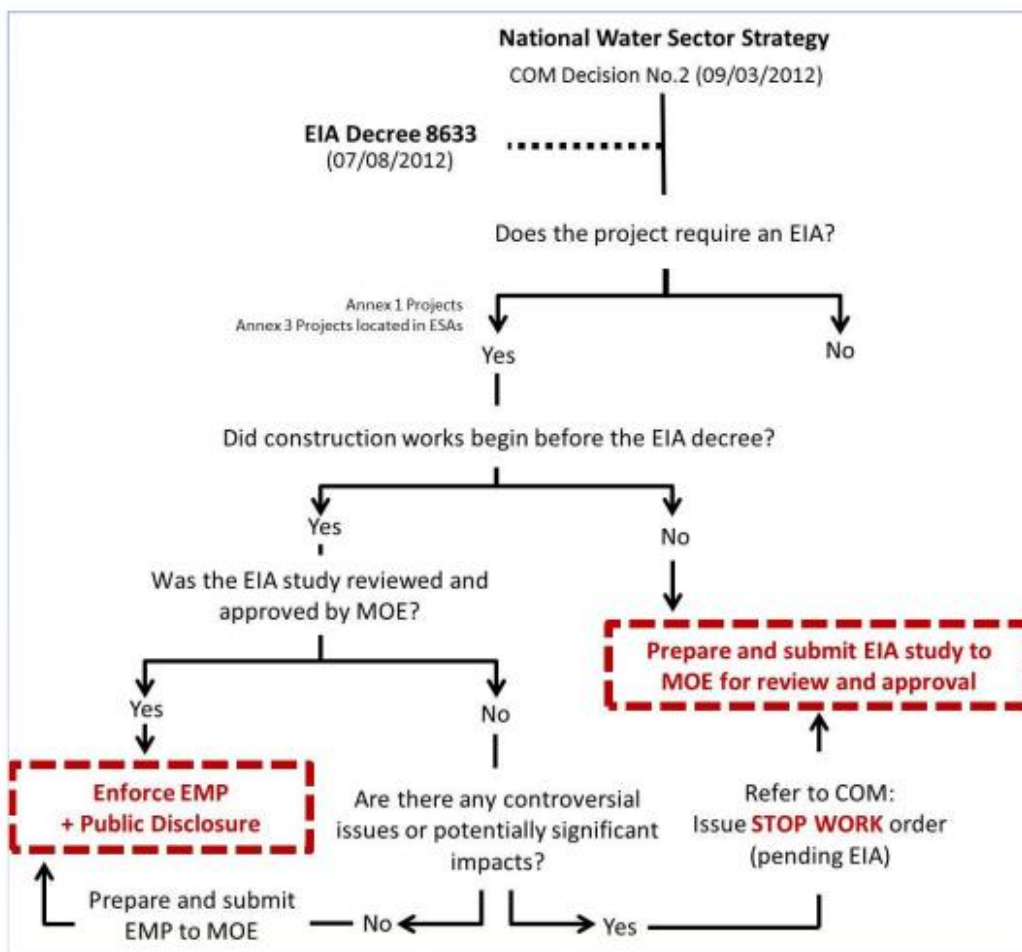 National Water Sector Strategy
COM Decision No.2 (09/03/2012)
EIA Decree 8633
(07/08/2012)
Does the project require an EIA?
Annex 1 Projects
Annex 3 Projects located in ESAs
Yes
No
Did construction works begin before the EIA decree?
Yes
No
Was the EIA study reviewed and
approved by MOE?
Prepare and submit EIA study to
MOE for review and approval
Yes
No
Enforce EMP
+ Public Disclosure
Are there any controversial
issues or potentially significant
impacts?
Refer to COM:
Issue STOP WORK order
(pending EIA)
Prepare and submit
EMP to MOE
No
Yes